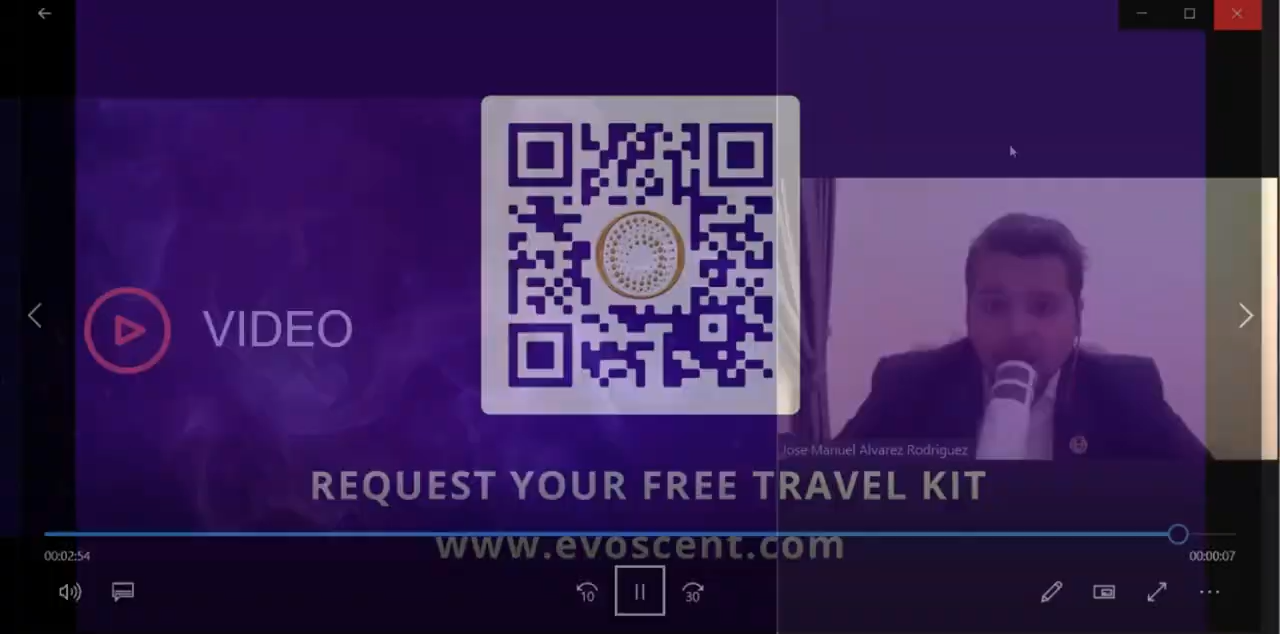 VIDEO
Jose Manuel Alvarez Rodriguez
REQUEST YOUR FREE TRAVEL KIT
www.evoscent.com
00:02:54
00:00:07
10
30